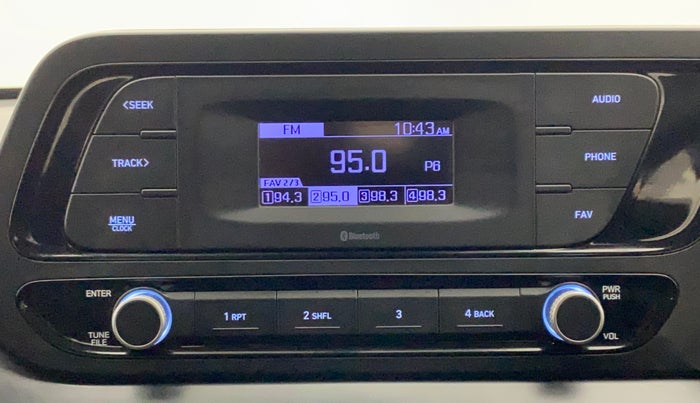 <SEEK
AUDIO
FM 10:43 AM
TRACK>
95.0 P6
PHONE
FAV 2/3
1 94.3 2 95.0 3 98.3 4 98.3
MENU
CLOCK
FAV
Bluetooth
ENTER
PWR
PUSH
1 RPT
2 SHFL
3
4 BACK
TUNE
FILE
VOL